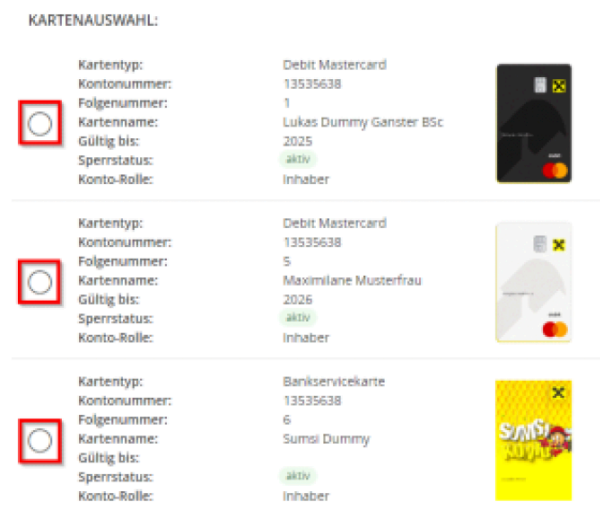 KARTENAUSWAHL:
Kartentyp: Debit Mastercard
Kontonummer: 13535638
Folgenummer: 1
Kartenname: Lukas Dummy Ganster BSc
Gültig bis: 2025
Sperrstatus: aktiv
Konto-Rolle: Inhaber
Kartentyp: Debit Mastercard
Kontonummer: 13535638
Folgenummer: 5
Kartenname: Maximilane Musterfrau
Gültig bis: 2026
Sperrstatus: aktiv
Konto-Rolle: Inhaber
Kartentyp: Bankservicekarte
Kontonummer: 13535638
Folgenummer: 6
Kartenname: Sumsi Dummy
Gültig bis:
Sperrstatus: aktiv
Konto-Rolle: Inhaber
SUMSI